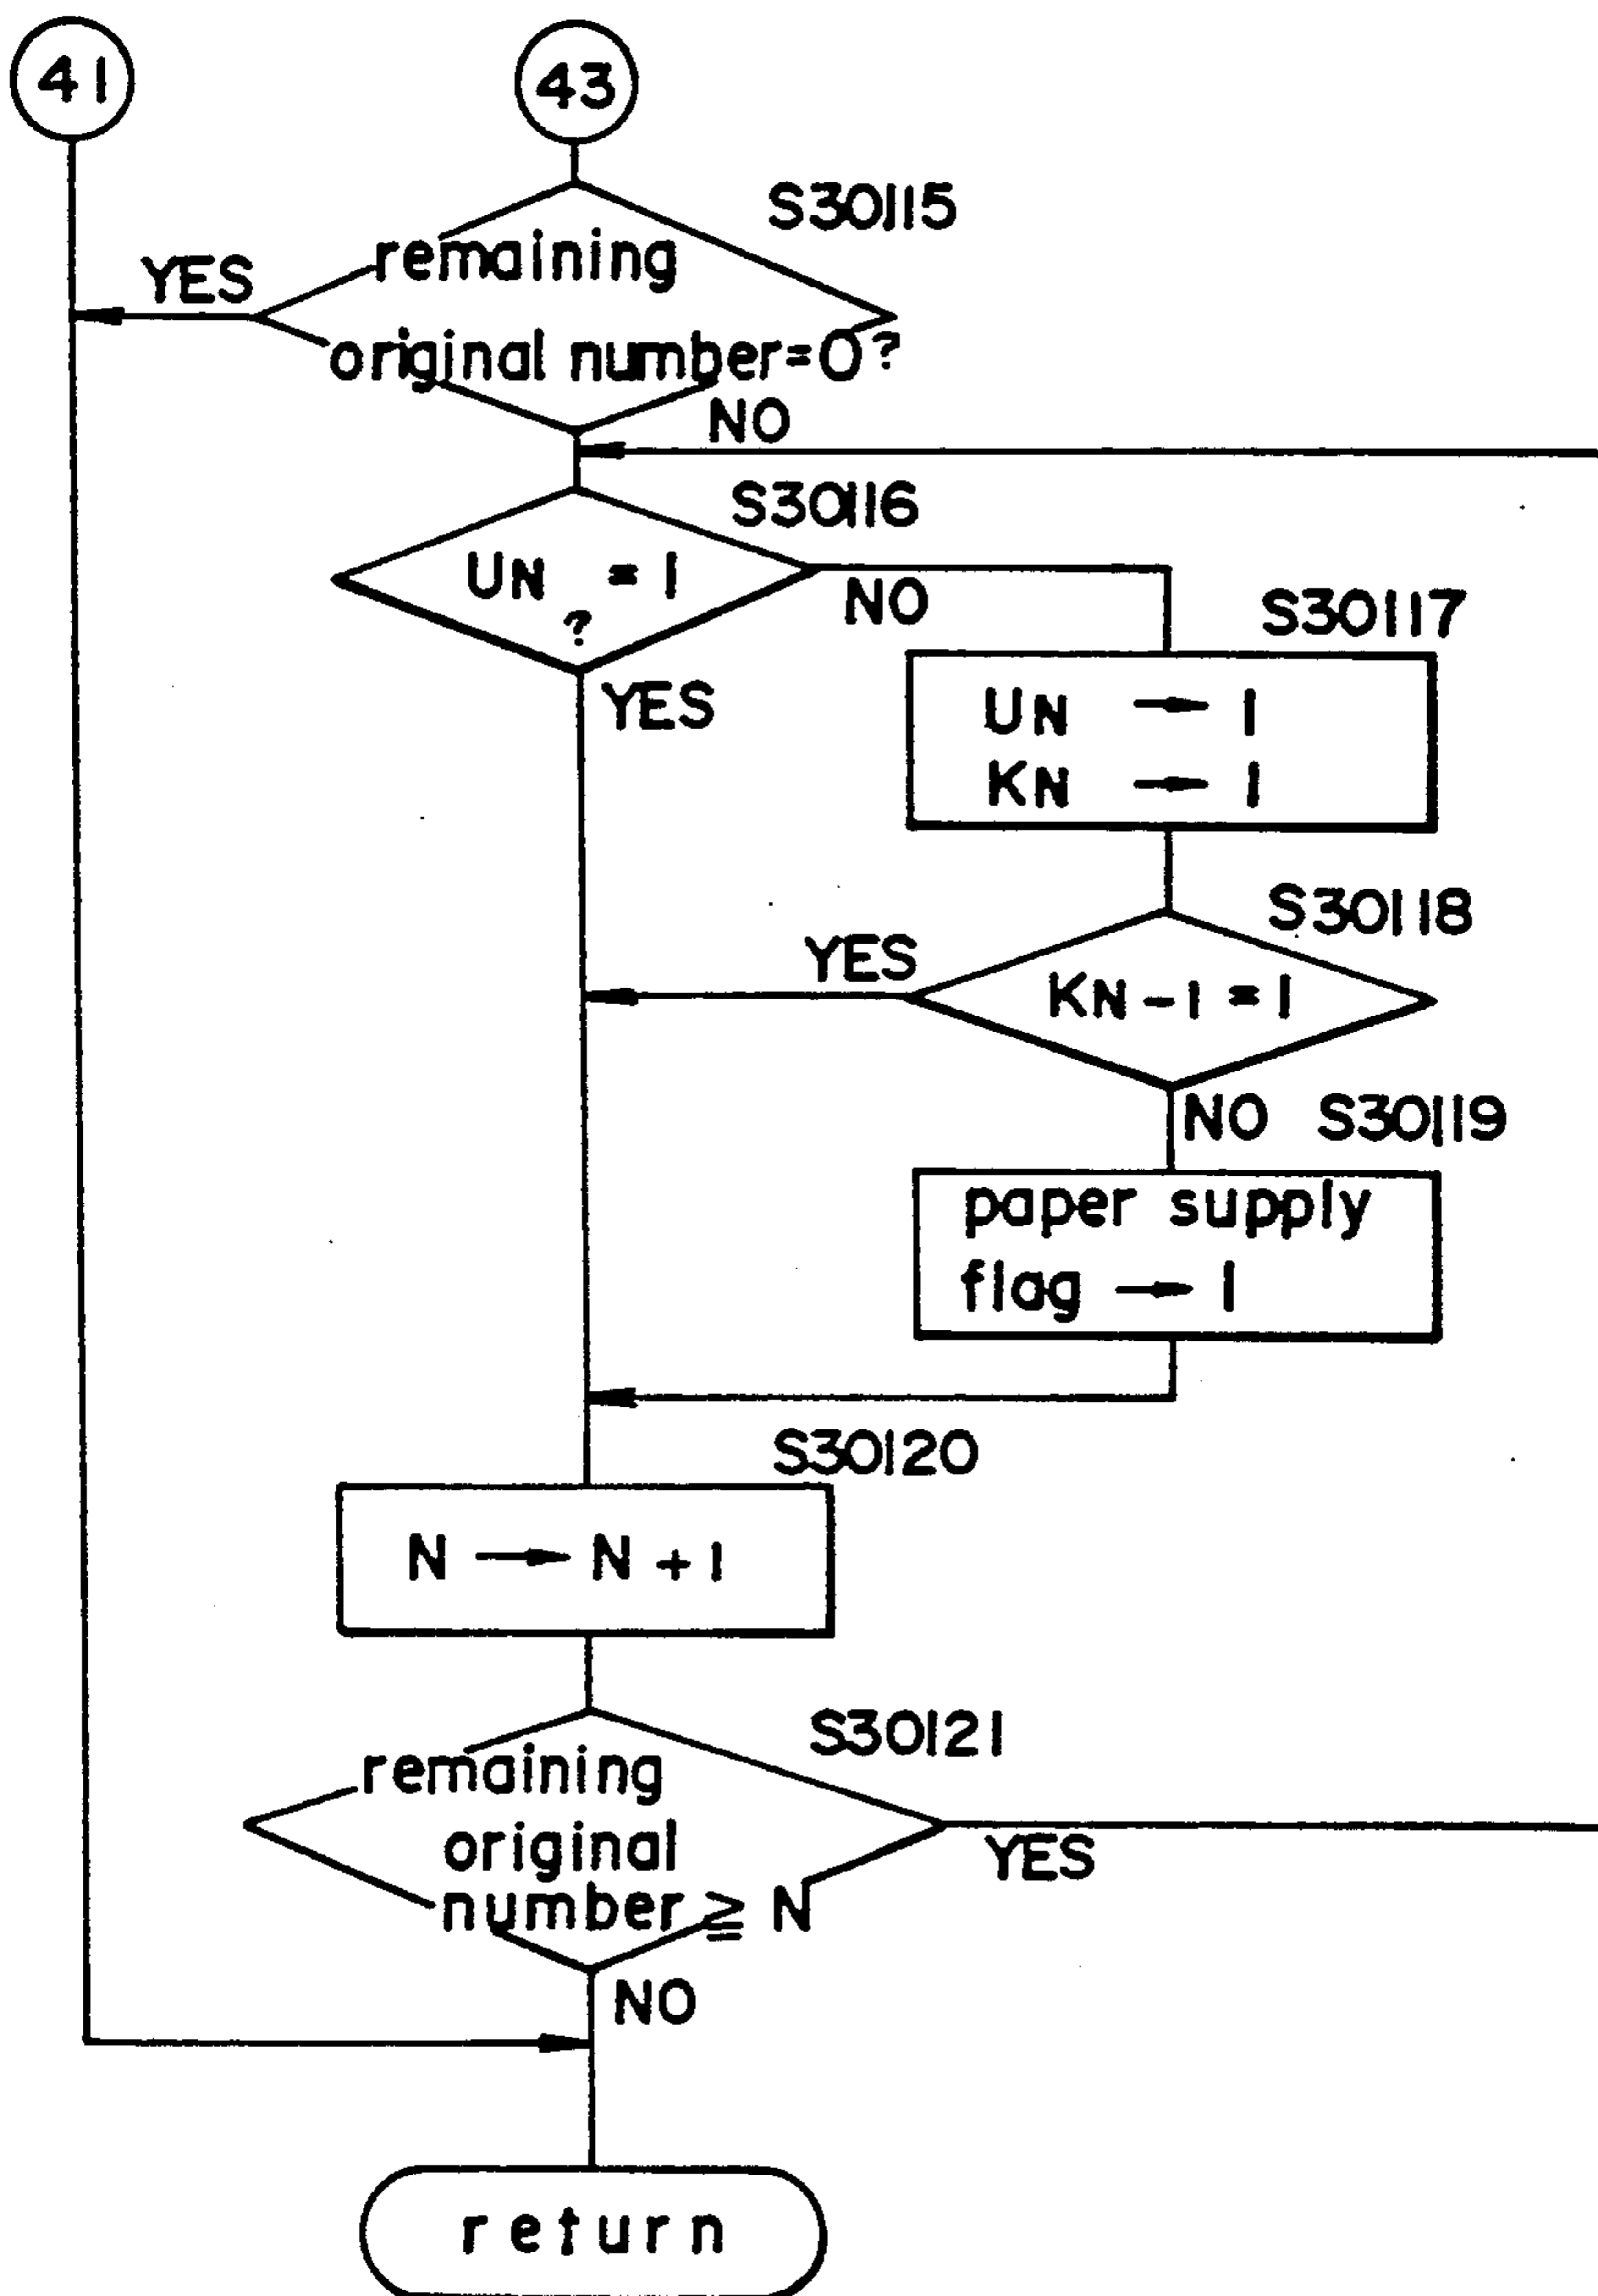 41
43
S30115
remaining
YES
original number=0?
NO
S30116
UN = 1
?
NO
S30117
YES
UN → 1
KN → 1
S30118
YES
KN-1 = 1
NO S30119
paper supply
flag → 1
S30120
N → N + 1
S30121
remaining
original
YES
number ≧ N
NO
return